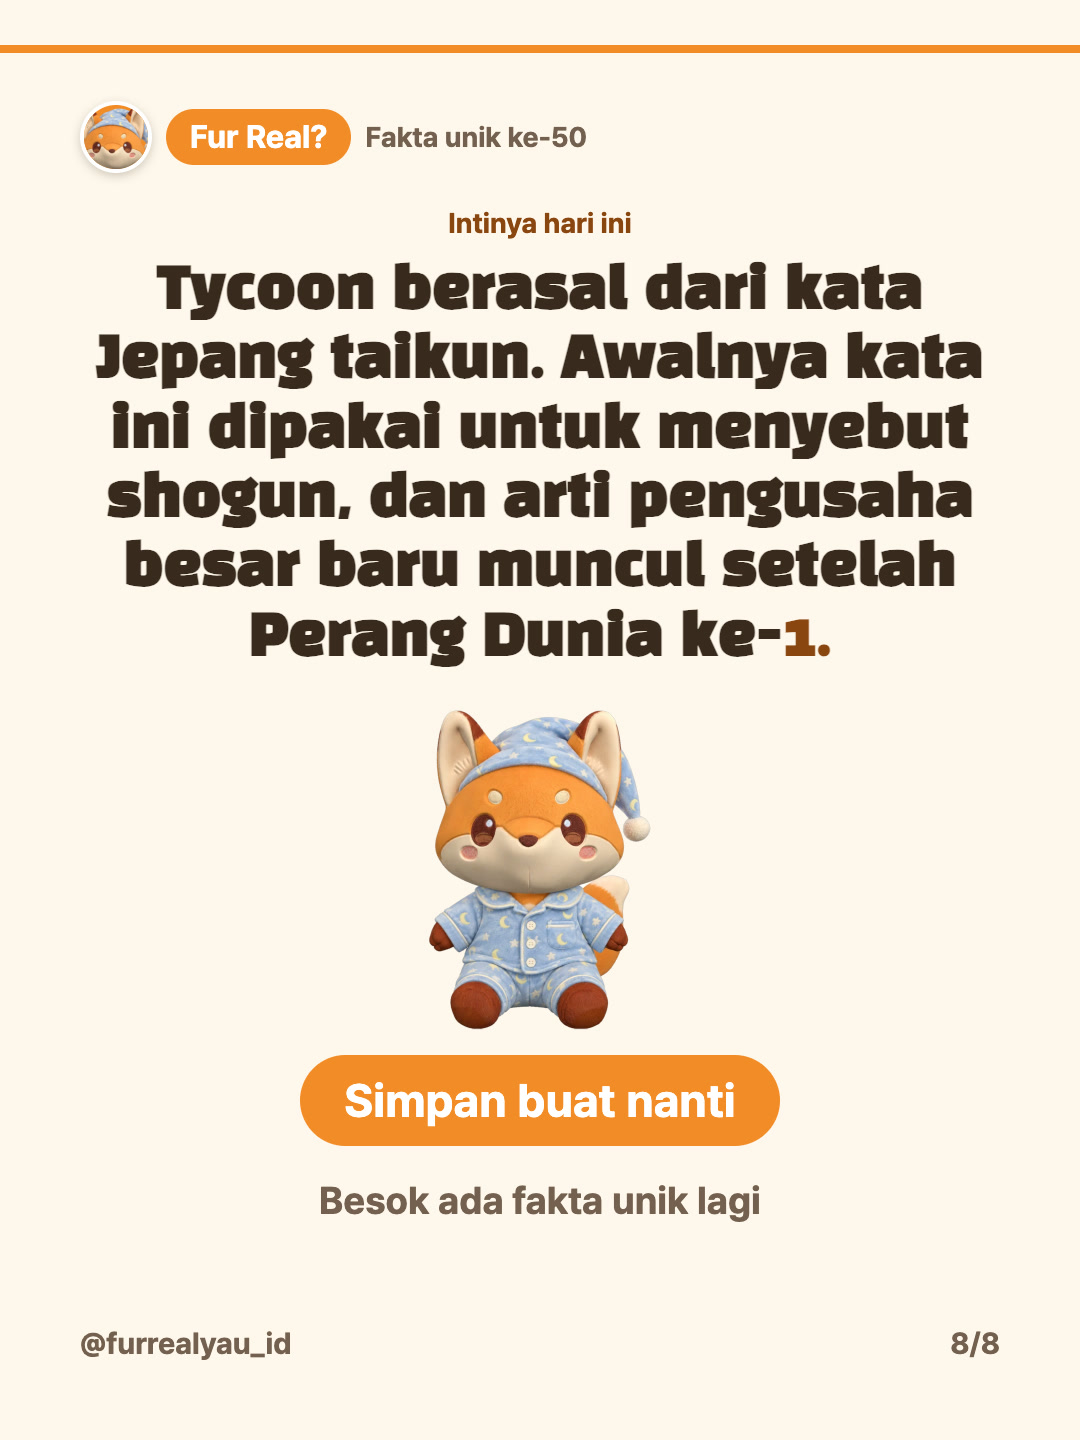 Fur Real?
Fakta unik ke-50
Intinya hari ini
Tycoon berasal dari kata
Jepang taikun. Awalnya kata
ini dipakai untuk menyebut
shogun, dan arti pengusaha
besar baru muncul setelah
Perang Dunia ke-1.
Simpan buat nanti
Besok ada fakta unik lagi
@furrealyau_id
8/8